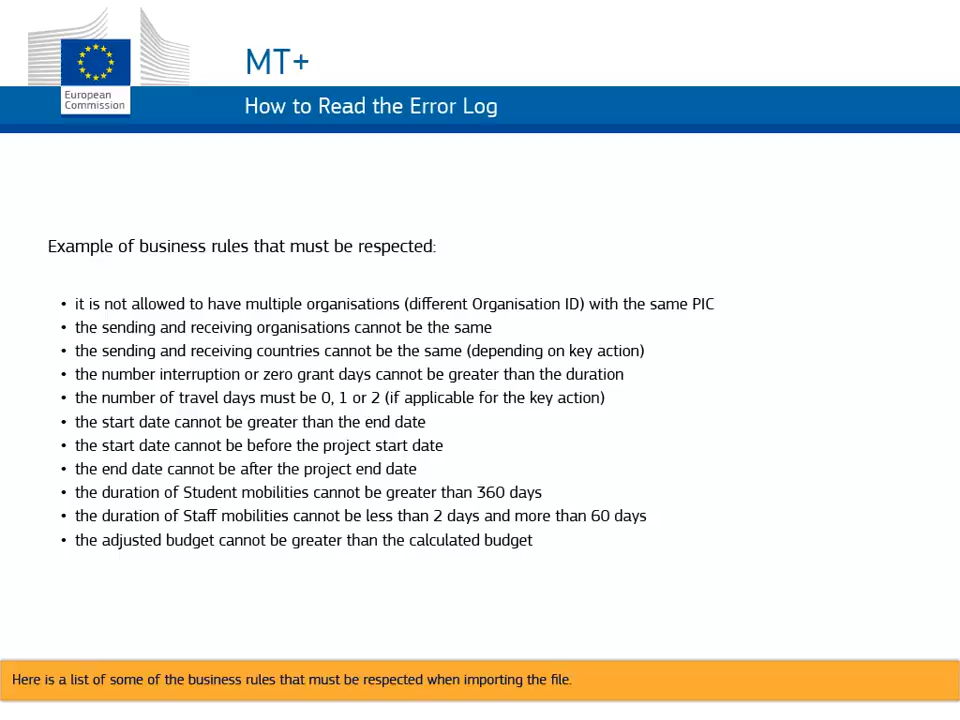 MT+
European
Commission
How to Read the Error Log
Example of business rules that must be respected:
• it is not allowed to have multiple organisations (different Organisation ID) with the same PIC
• the sending and receiving organisations cannot be the same
• the sending and receiving countries cannot be the same (depending on key action)
• the number interruption or zero grant days cannot be greater than the duration
• the number of travel days must be 0, 1 or 2 (if applicable for the key action)
• the start date cannot be greater than the end date
• the start date cannot be before the project start date
• the end date cannot be after the project end date
• the duration of Student mobilities cannot be greater than 360 days
• the duration of Staff mobilities cannot be less than 2 days and more than 60 days
• the adjusted budget cannot be greater than the calculated budget
Here is a list of some of the business rules that must be respected when importing the file.